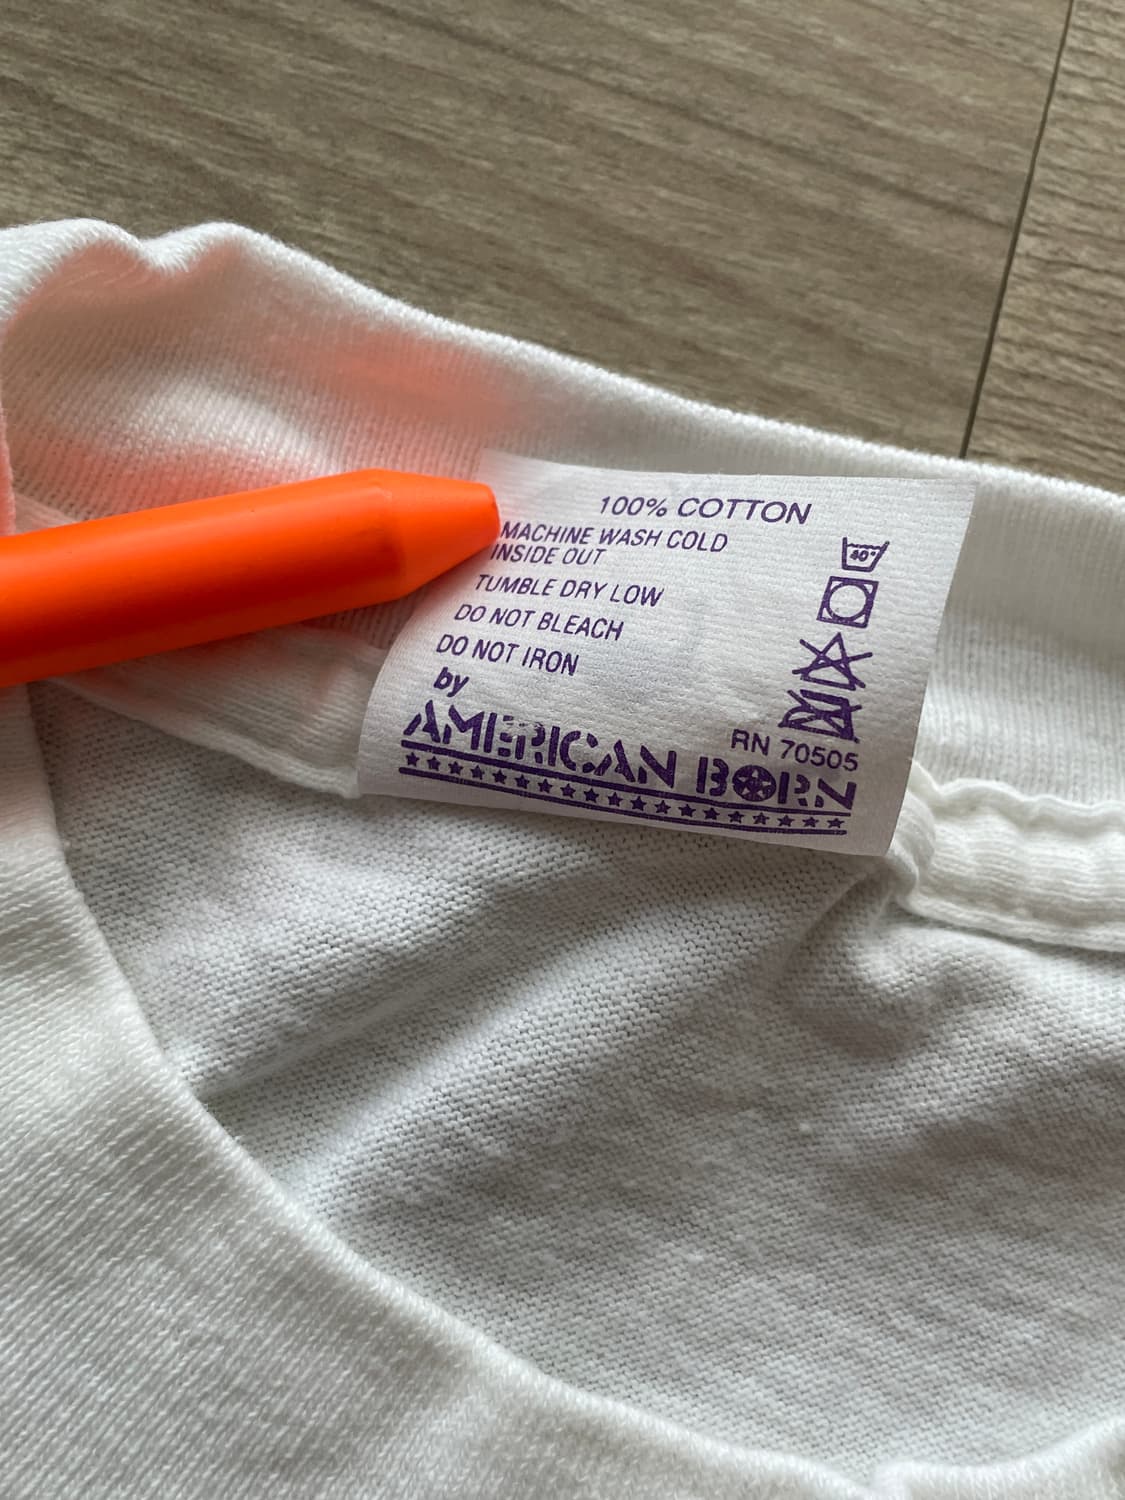 100% COTTON
MACHINE WASH COLD
INSIDE OUT
TUMBLE DRY LOW
DO NOT BLEACH
DO NOT IRON
40°
by
RN 70505
AMERICAN BORN